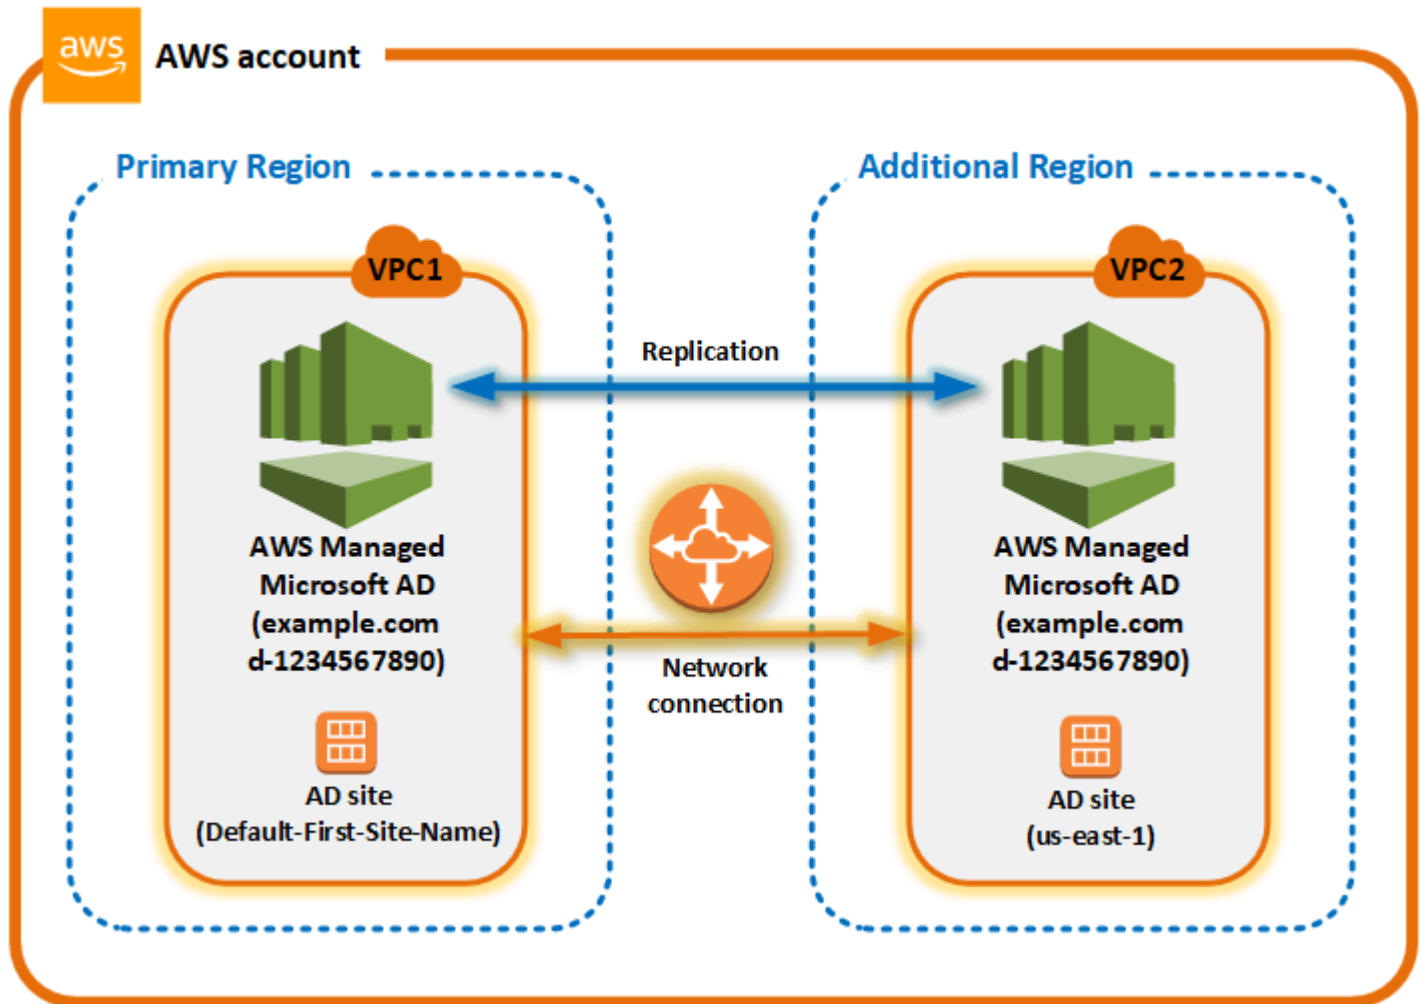 aws
AWS account
Primary Region
Additional Region
VPC1
VPC2
Replication
AWS Managed
Microsoft AD
(example.com
d-1234567890)
Network
connection
AWS Managed
Microsoft AD
(example.com
d-1234567890)
AD site
(Default-First-Site-Name)
AD site
(us-east-1)